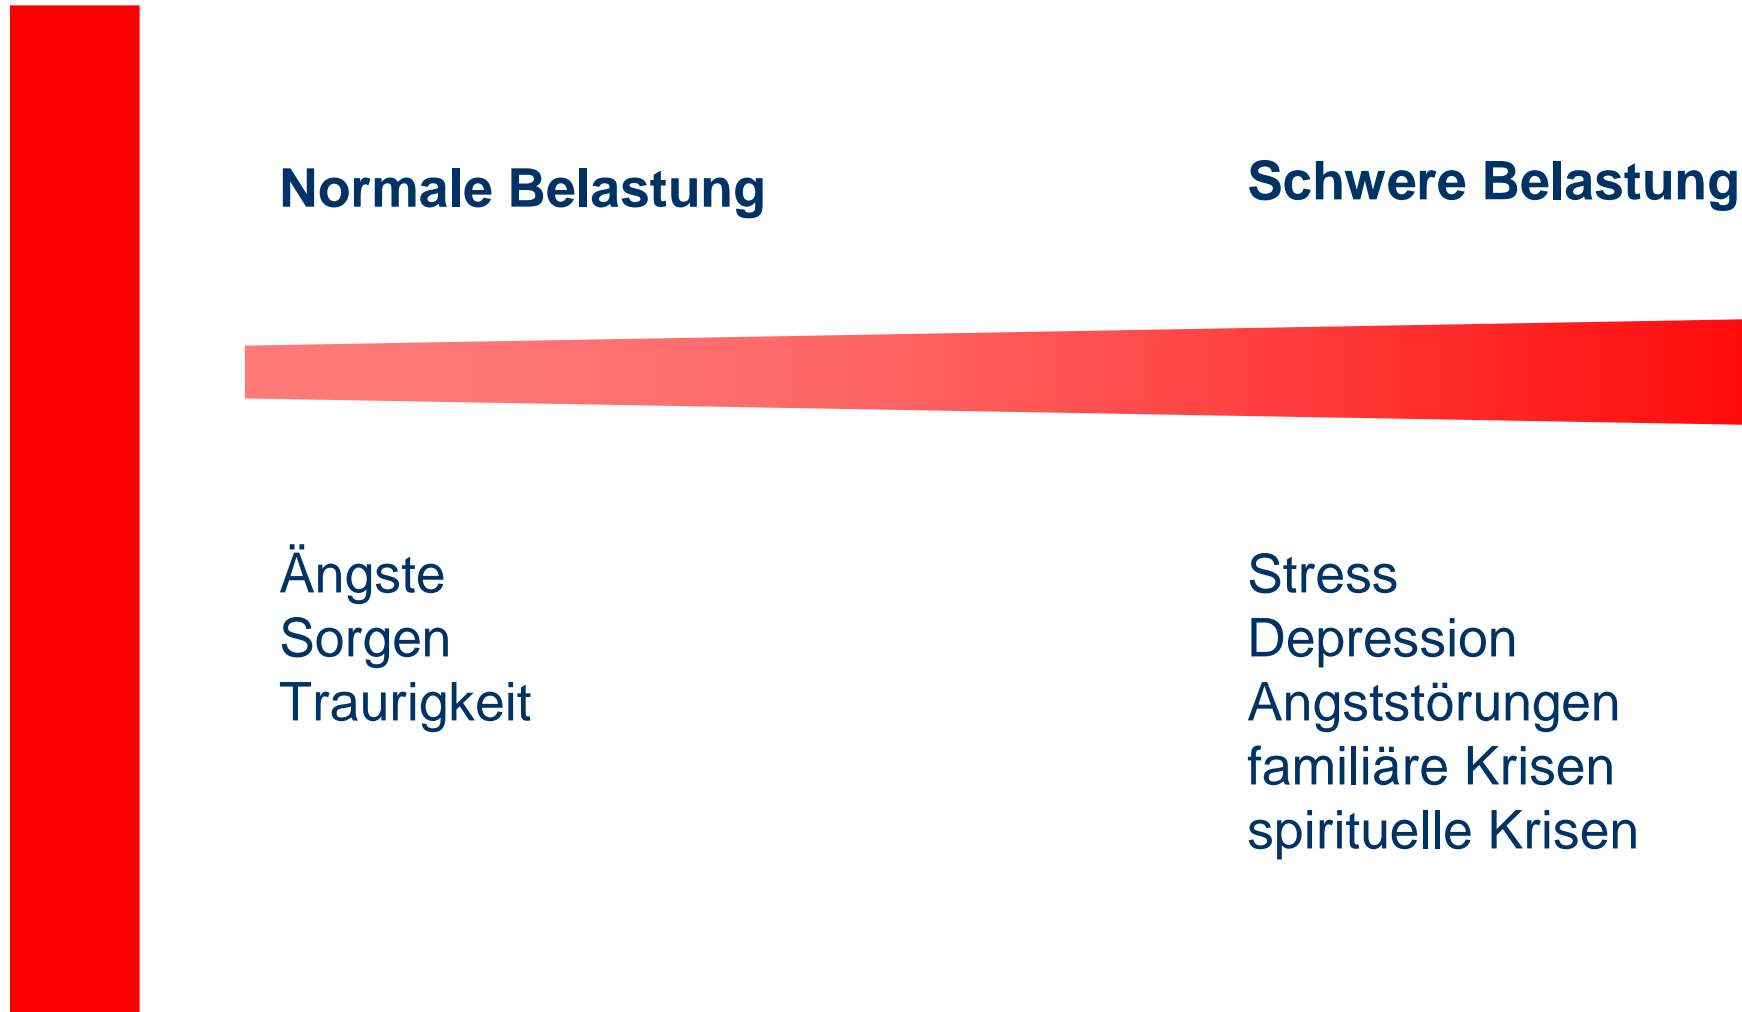 Normale Belastung
Schwere Belastung
Ängste
Sorgen
Traurigkeit
Stress
Depression
Angststörungen
familiäre Krisen
spirituelle Krisen